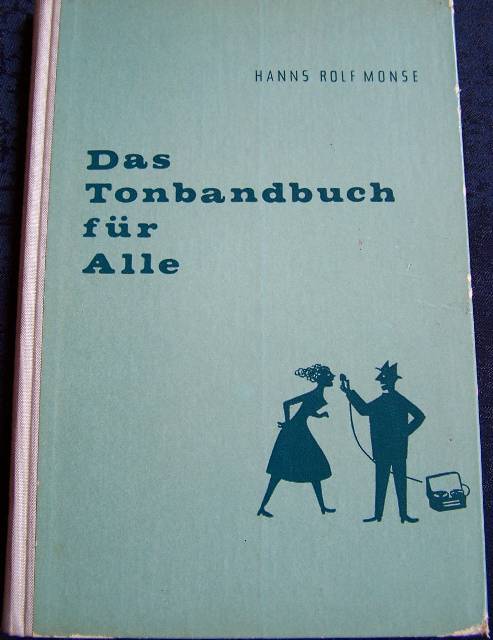 HANNS ROLF MONSE
Das
Tonbandbuch
für
Alle